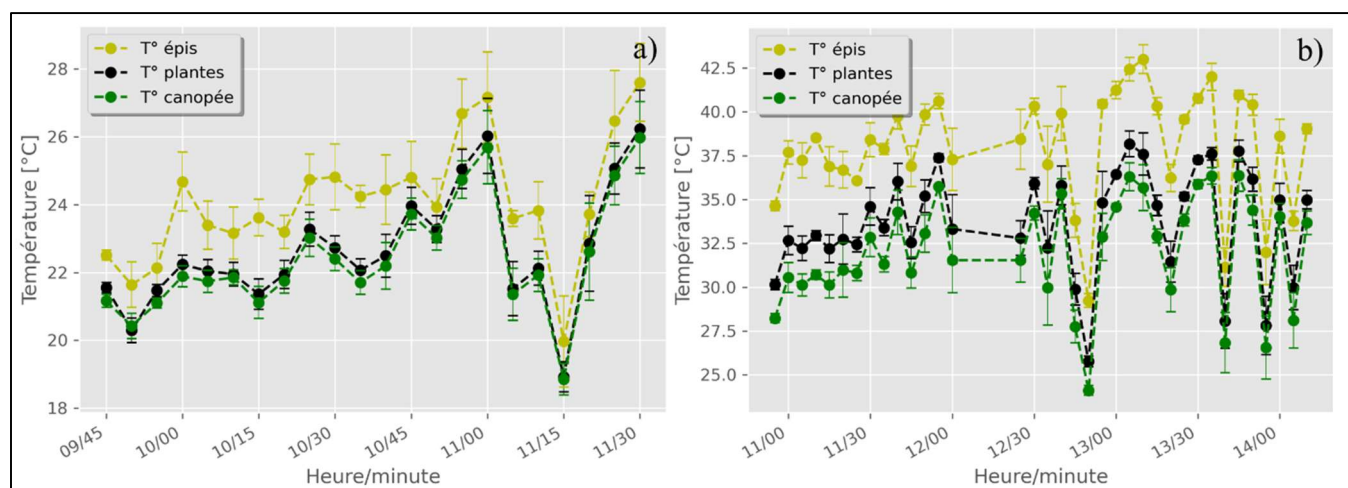 a)
T° épis
T° plantes
T° canopée
Température [°C]
28
26
24
22
20
18
09/45
10/00
10/15
10/30
10/45
11/00
11/15
11/30
Heure/minute
b)
T° épis
T° plantes
T° canopée
Température [°C]
42.5
40.0
37.5
35.0
32.5
30.0
27.5
25.0
11/00
11/30
12/00
12/30
13/00
13/30
14/00
Heure/minute